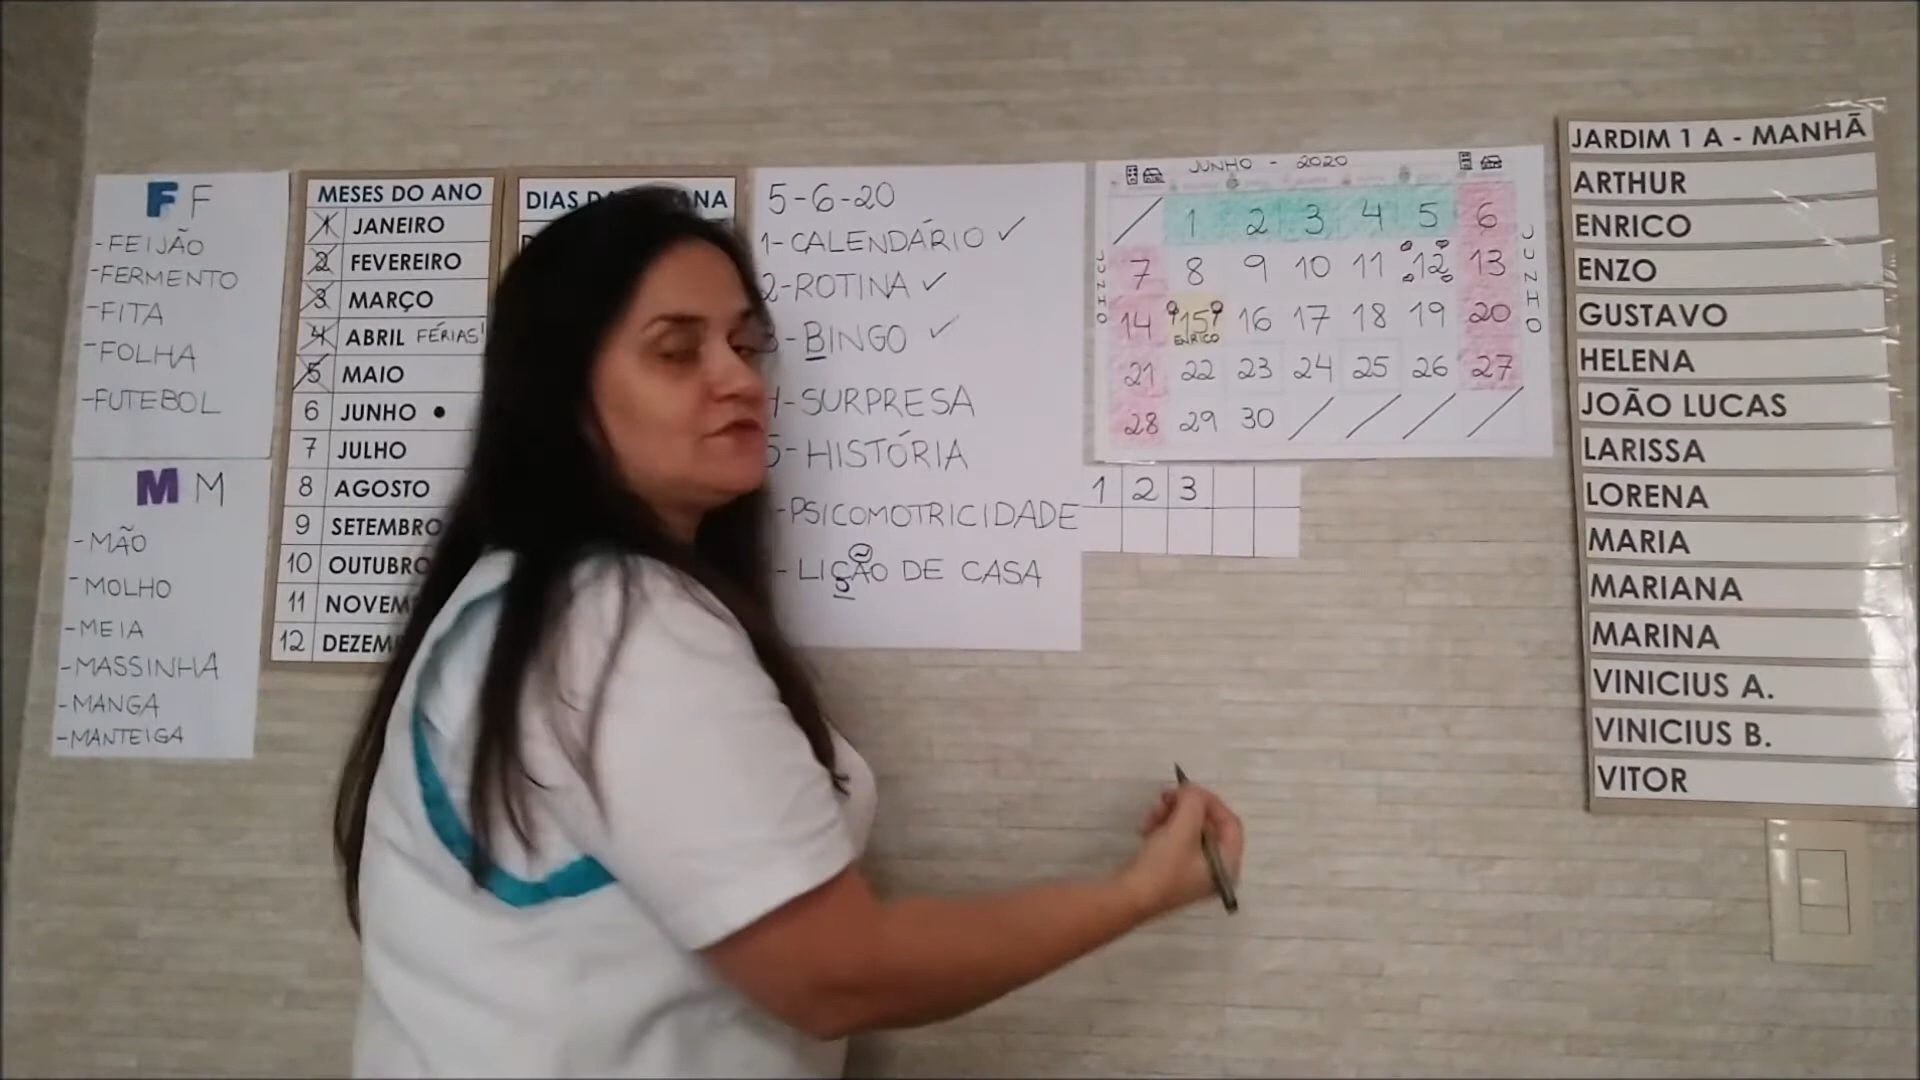 F F
-FEIJÃO
-FERMENTO
-FITA
-FOLHA
-FUTEBOL
M M
-MÃO
-MOLHO
-MEIA
-MASSINHA
-MANGA
-MANTEIGA
MESES DO ANO
1 JANEIRO
2 FEVEREIRO
3 MARÇO
4 ABRIL FÉRIAS!
5 MAIO
6 JUNHO •
7 JULHO
8 AGOSTO
9 SETEMBRO
10 OUTUBRO
11 NOVEM
12 DEZEM
DIAS D
ANA
5-6-20
1-CALENDÁRIO ✓
2-ROTINA ✓
3-BINGO ✓
-SURPRESA
5-HISTÓRIA
-PSICOMOTRICIDADE
-LIÇÃO DE CASA
S
JUNHO - 2020
JUNHO
/ 1 2 3 4 5 6
7 8 9 10 11 12 13
14 15 16 17 18 19 20
ENRICO
21 22 23 24 25 26 27
28 29 30 / / / /
JUNHO
1 2 3
JARDIM 1 A - MANHÃ
ARTHUR
ENRICO
ENZO
GUSTAVO
HELENA
JOÃO LUCAS
LARISSA
LORENA
MARIA
MARIANA
MARINA
VINICIUS A.
VINICIUS B.
VITOR